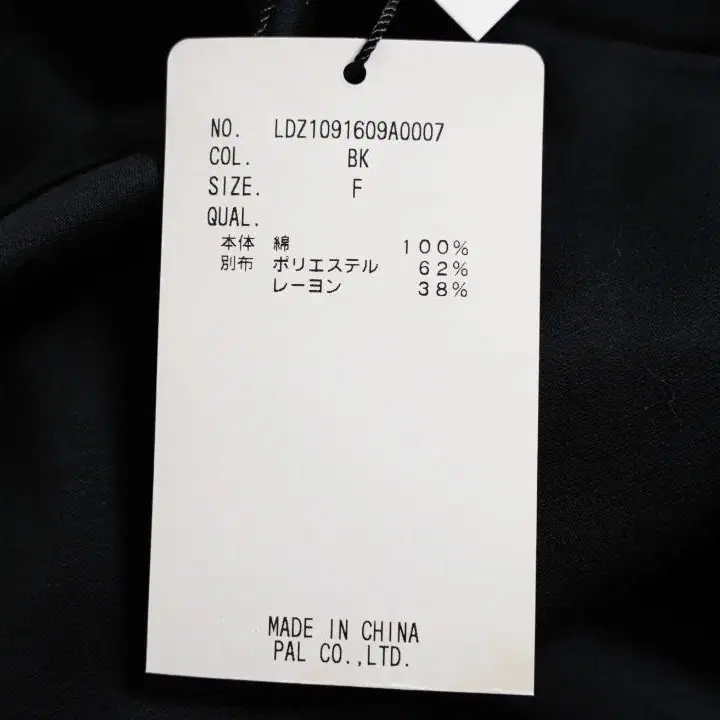 NO. LDZ1091609A0007
COL. BK
SIZE. F
QUAL.
本体 綿 100%
別布 ポリエステル 62%
レーヨン 38%
MADE IN CHINA
PAL CO.,LTD.